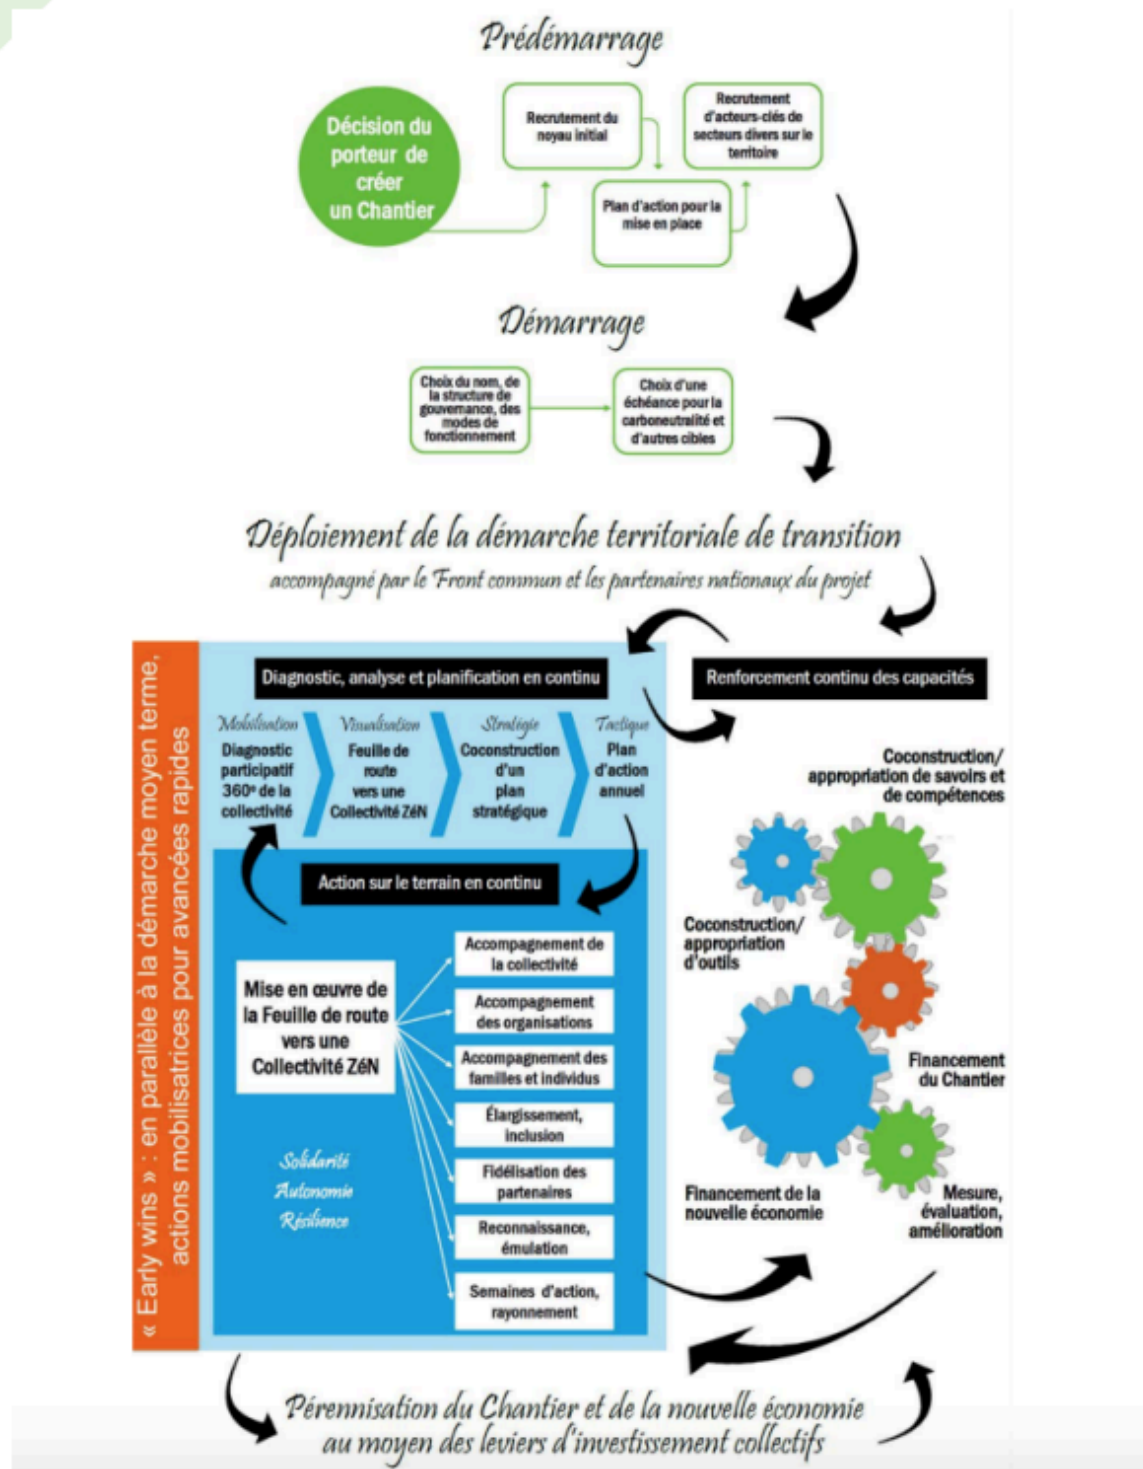 Prédémarrage
Décision du
porteur de
créer
un Chantier
Recrutement du
noyau initial
Plan d'action pour la
mise en place
Recrutement
d'acteurs-clés de
secteurs divers sur le
territoire
Démarrage
Choix du nom, de
la structure de
gouvernance, des
modes de
fonctionnement
Choix d'une
échéance pour la
carboneutralité et
d'autres cibles
Déploiement de la démarche territoriale de transition
accompagné par le Front commun et les partenaires nationaux du projet
« Early wins » : en parallèle à la démarche moyen terme,
actions mobilisatrices pour avancées rapides
Diagnostic, analyse et planification en continu
Mobilisation
Diagnostic
participatif
360º de la
collectivité
Visualisation
Feuille de
route
vers une
Collectivité ZéN
Stratégie
Coconstruction
d'un
plan
stratégique
Tactique
Plan
d'action
annuel
Action sur le terrain en continu
Mise en œuvre de
la Feuille de route
vers une
Collectivité ZéN
Solidarité
Autonomie
Résilience
Accompagnement de
la collectivité
Accompagnement
des organisations
Accompagnement des
familles et individus
Élargissement,
inclusion
Fidélisation des
partenaires
Reconnaissance,
émulation
Semaines d'action,
rayonnement
Renforcement continu des capacités
Coconstruction/
appropriation de savoirs et
de compétences
Coconstruction/
appropriation
d'outils
Financement
du Chantier
Financement de la
nouvelle économie
Mesure,
évaluation,
amélioration
Pérennisation du Chantier et de la nouvelle économie
au moyen des leviers d'investissement collectifs